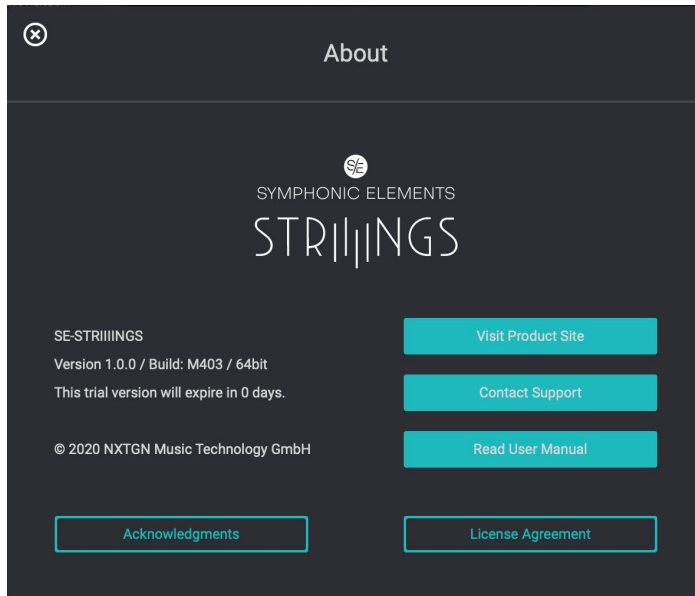 About
S/E
SYMPHONIC ELEMENTS
STRIIIINGS
SE-STRIIIINGS
Version 1.0.0 / Build: M403 / 64bit
This trial version will expire in 0 days.
© 2020 NXTGN Music Technology GmbH
Visit Product Site
Contact Support
Read User Manual
Acknowledgments
License Agreement